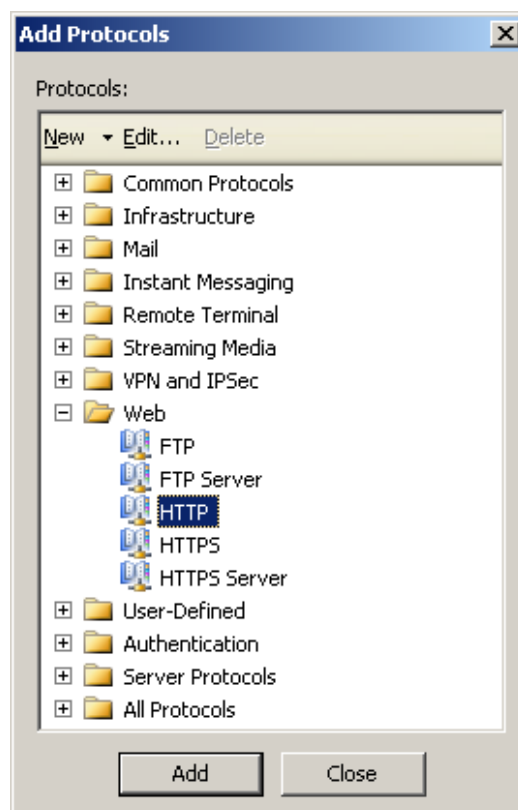 Add Protocols
Protocols:
New Edit... Delete
Common Protocols
Infrastructure
Mail
Instant Messaging
Remote Terminal
Streaming Media
VPN and IPSec
Web
FTP
FTP Server
HTTP
HTTPS
HTTPS Server
User-Defined
Authentication
Server Protocols
All Protocols
Add Close